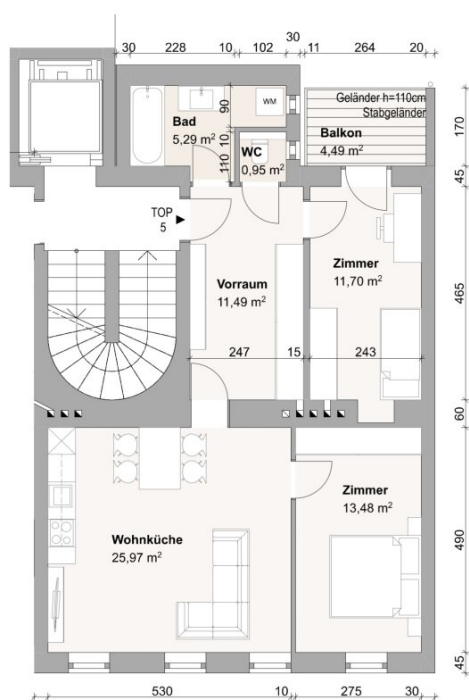 30
30 228 10 102 11 264 20
Geländer h=110cm
Stabgeländer
Balkon
4,49 m²
Bad
5,29 m²
WM
90
10
110
WC
0,95 m²
170
45
TOP
5
Zimmer
11,70 m²
Vorraum
11,49 m²
465
247 15 243
60
Zimmer
13,48 m²
Wohnküche
25,97 m²
490
45
530 10 275 30